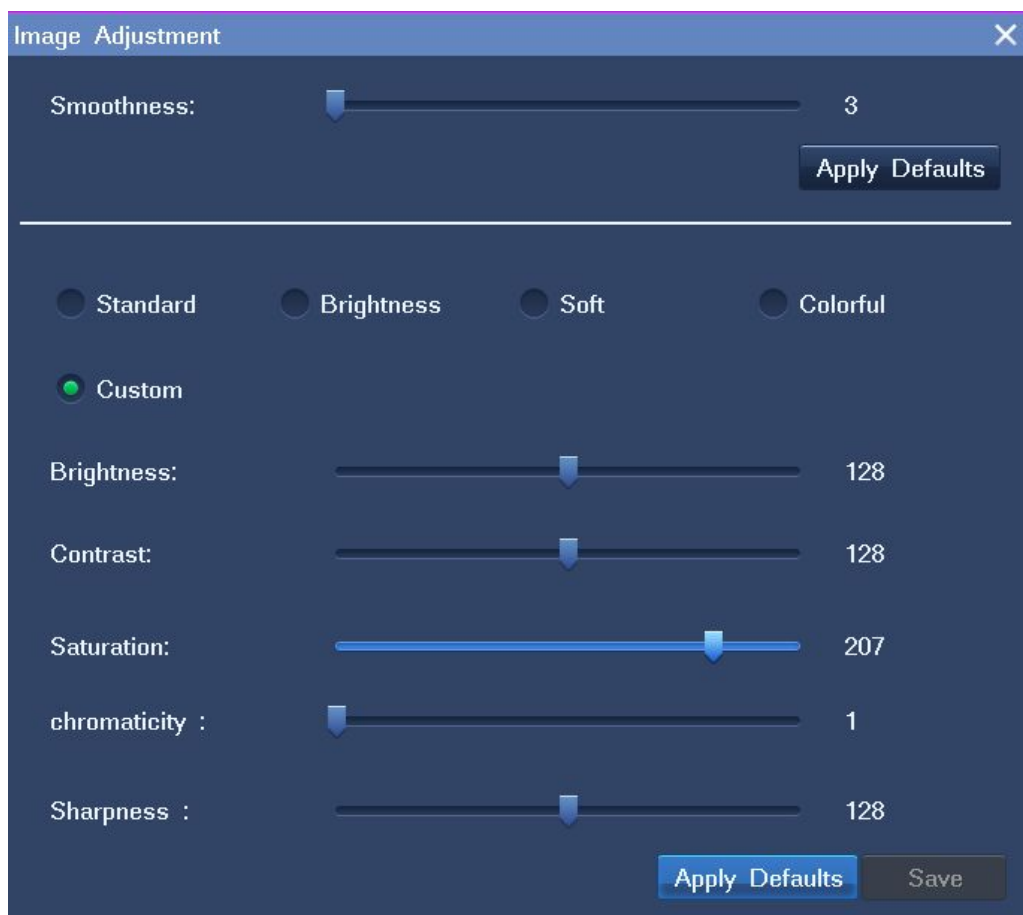 Image Adjustment
Smoothness: 3
Apply Defaults
Standard Brightness Soft Colorful
Custom
Brightness: 128
Contrast: 128
Saturation: 207
chromaticity : 1
Sharpness : 128
Apply Defaults Save